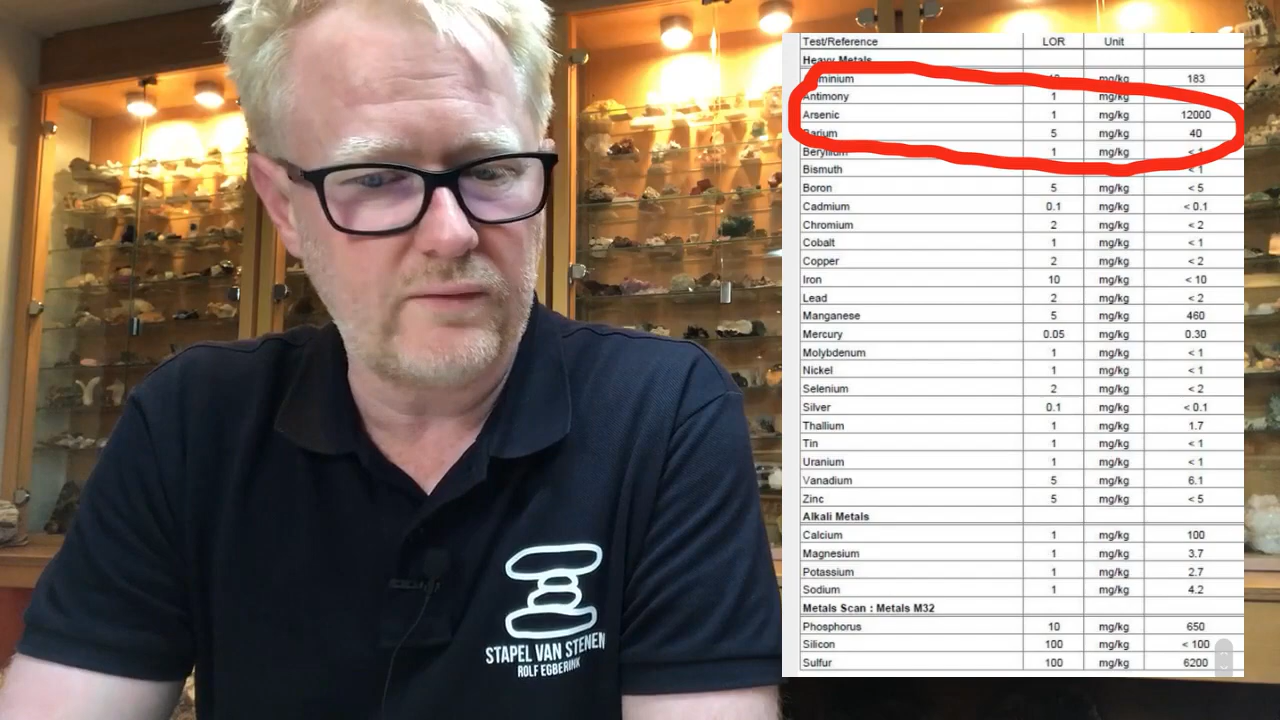 STAPEL VAN STENEN
ROLF EGBERINK
Test/Reference LOR Unit
Heavy Metals
Aluminium 10 mg/kg 183
Antimony 1 mg/kg
Arsenic 1 mg/kg 12000
Barium 5 mg/kg 40
Beryllium 1 mg/kg < 1
Bismuth < 1
Boron 5 mg/kg < 5
Cadmium 0.1 mg/kg < 0.1
Chromium 2 mg/kg < 2
Cobalt 1 mg/kg < 1
Copper 2 mg/kg < 2
Iron 10 mg/kg < 10
Lead 2 mg/kg < 2
Manganese 5 mg/kg 460
Mercury 0.05 mg/kg 0.30
Molybdenum 1 mg/kg < 1
Nickel 1 mg/kg < 1
Selenium 2 mg/kg < 2
Silver 0.1 mg/kg < 0.1
Thallium 1 mg/kg 1.7
Tin 1 mg/kg < 1
Uranium 1 mg/kg < 1
Vanadium 5 mg/kg 6.1
Zinc 5 mg/kg < 5
Alkali Metals
Calcium 1 mg/kg 100
Magnesium 1 mg/kg 3.7
Potassium 1 mg/kg 2.7
Sodium 1 mg/kg 4.2
Metals Scan : Metals M32
Phosphorus 10 mg/kg 650
Silicon 100 mg/kg < 100
Sulfur 100 mg/kg 6200